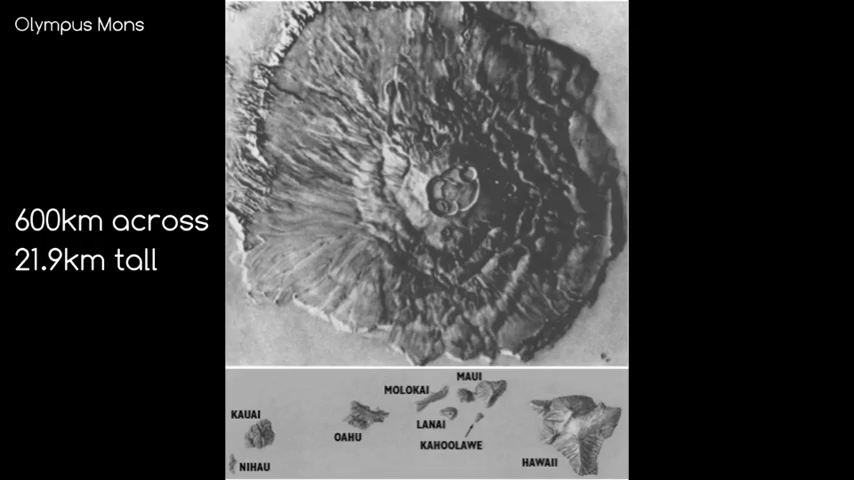 Olympus Mons
600km across
21.9km tall
MAUI
MOLOKAI
KAUAI
LANAI
OAHU
KAHOOLAWE
HAWAII
NIHAU